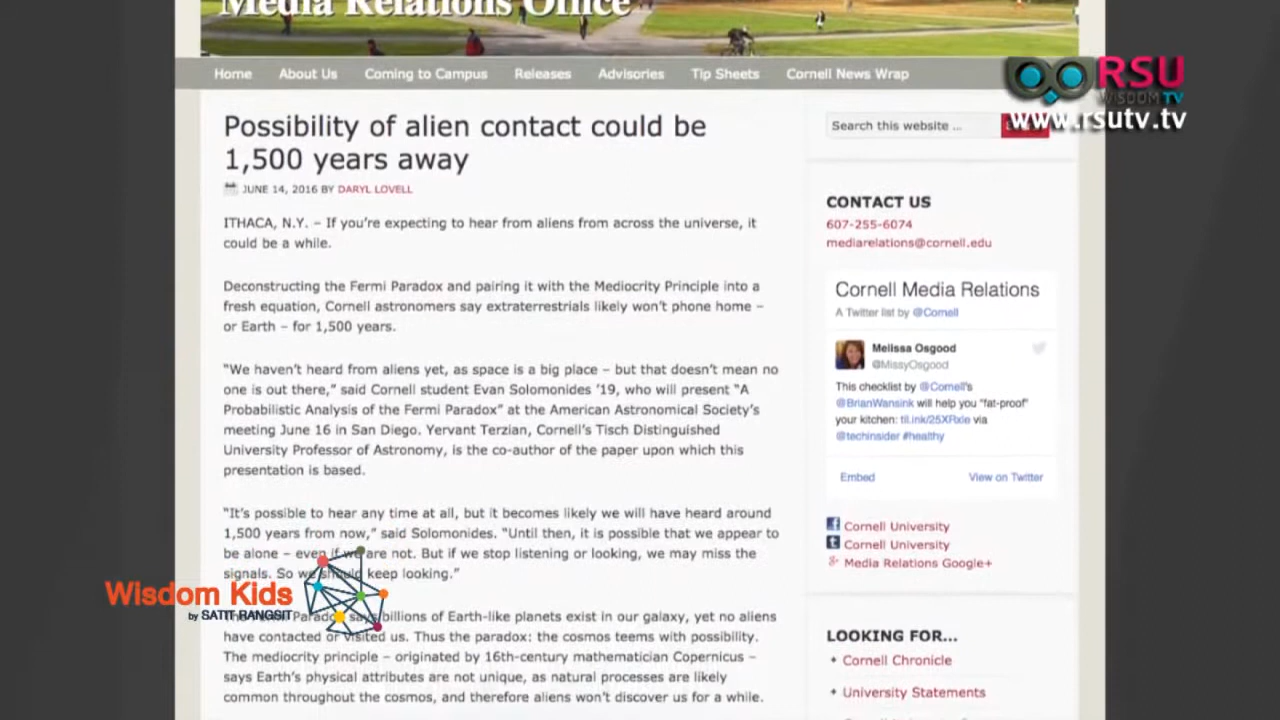 Media Relations Office
Home About Us Coming to Campus Releases Advisories Tip Sheets Cornell News Wrap
RSU
WISDOM TV
www.rsutv.tv
Possibility of alien contact could be
1,500 years away
JUNE 14, 2016 BY DARYL LOVELL
ITHACA, N.Y. – If you're expecting to hear from aliens from across the universe, it
could be a while.
Deconstructing the Fermi Paradox and pairing it with the Mediocrity Principle into a
fresh equation, Cornell astronomers say extraterrestrials likely won't phone home –
or Earth – for 1,500 years.
"We haven't heard from aliens yet, as space is a big place – but that doesn't mean no
one is out there," said Cornell student Evan Solomonides '19, who will present "A
Probabilistic Analysis of the Fermi Paradox" at the American Astronomical Society's
meeting June 16 in San Diego. Yervant Terzian, Cornell's Tisch Distinguished
University Professor of Astronomy, is the co-author of the paper upon which this
presentation is based.
"It's possible to hear any time at all, but it becomes likely we will have heard around
1,500 years from now," said Solomonides. "Until then, it is possible that we appear to
be alone – even if we are not. But if we stop listening or looking, we may miss the
signals. So we should keep looking."
Paradox says billions of Earth-like planets exist in our galaxy, yet no aliens
have contacted or visited us. Thus the paradox: the cosmos teems with possibility.
The mediocrity principle – originated by 16th-century mathematician Copernicus –
says Earth's physical attributes are not unique, as natural processes are likely
common throughout the cosmos, and therefore aliens won't discover us for a while.
Wisdom Kids
by SATIT RANGSIT
Search this website ...
CONTACT US
607-255-6074
mediarelations@cornell.edu
Cornell Media Relations
A Twitter list by @Cornell
Melissa Osgood
@MissyOsgood
This checklist by @Cornell's
@BrianWansink will help you "fat-proof"
your kitchen: til.ink/25XRxie via
@techinsider #healthy
Embed View on Twitter
Cornell University
Cornell University
Media Relations Google+
LOOKING FOR...
Cornell Chronicle
University Statements